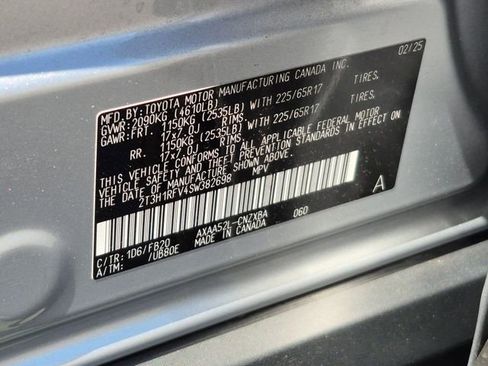 MFD.BY:TOYOTA MOTOR MANUFACTURING CANADA INC. 02/25
GVWR:2090KG (4610LB)
GAWR:FRT. 1150KG (2535LB) WITH 225/65R17 TIRES.
17x7.0J RIMS.
RR. 1150KG (2535LB) WITH 225/65R17 TIRES.
17x7.0J RIMS.
THIS VEHICLE CONFORMS TO ALL APPLICABLE FEDERAL MOTOR
VEHICLE SAFETY AND THEFT PREVENTION STANDARDS IN EFFECT ON
THE DATE OF MANUFACTURE SHOWN ABOVE.
2T3H1RFV4SW382698 MPV
A
C/TR: 1D6/FB20 AXAA52L-CNZXBA 060
A/TM: /UB80E MADE IN CANADA